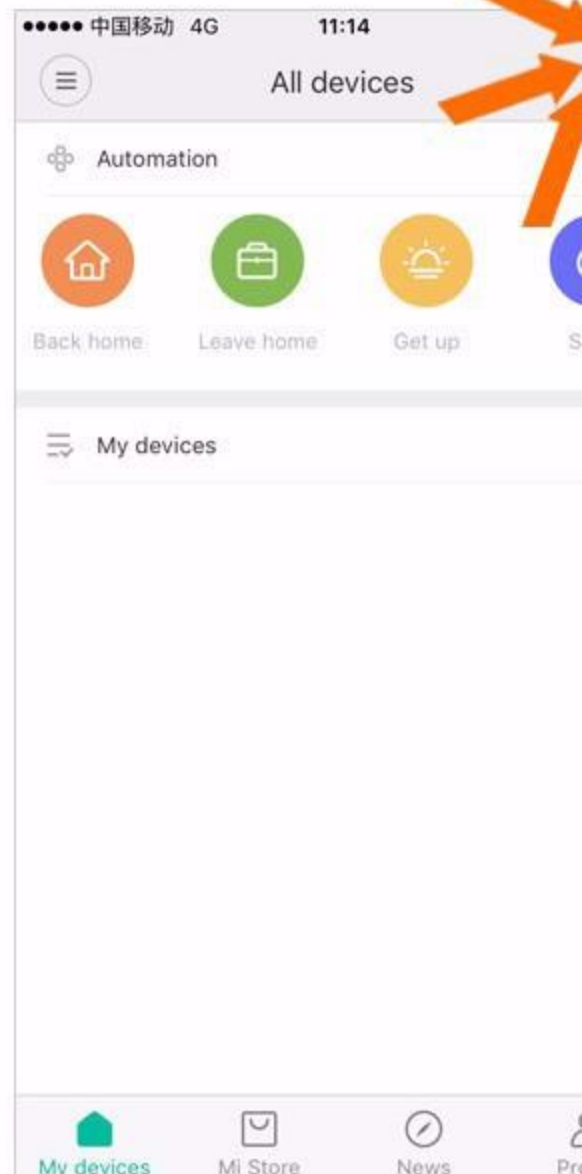 中国移动 4G 11:14
All devices
Automation
Back home Leave home Get up
My devices
My devices Mi Store News